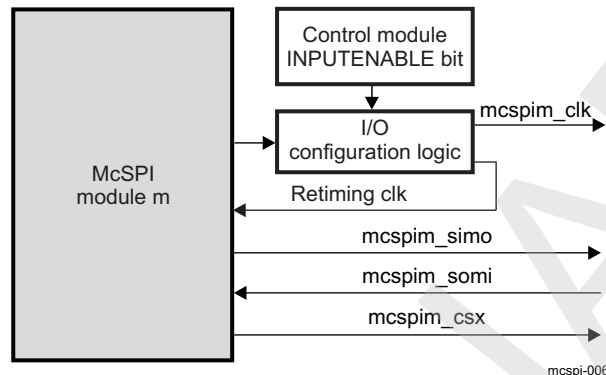 Control module
INPUTENABLE bit
mcspim_clk
I/O
configuration logic
McSPI
module m
Retiming clk
mcspim_simo
mcspim_somi
mcspim_csx
mcspi-006